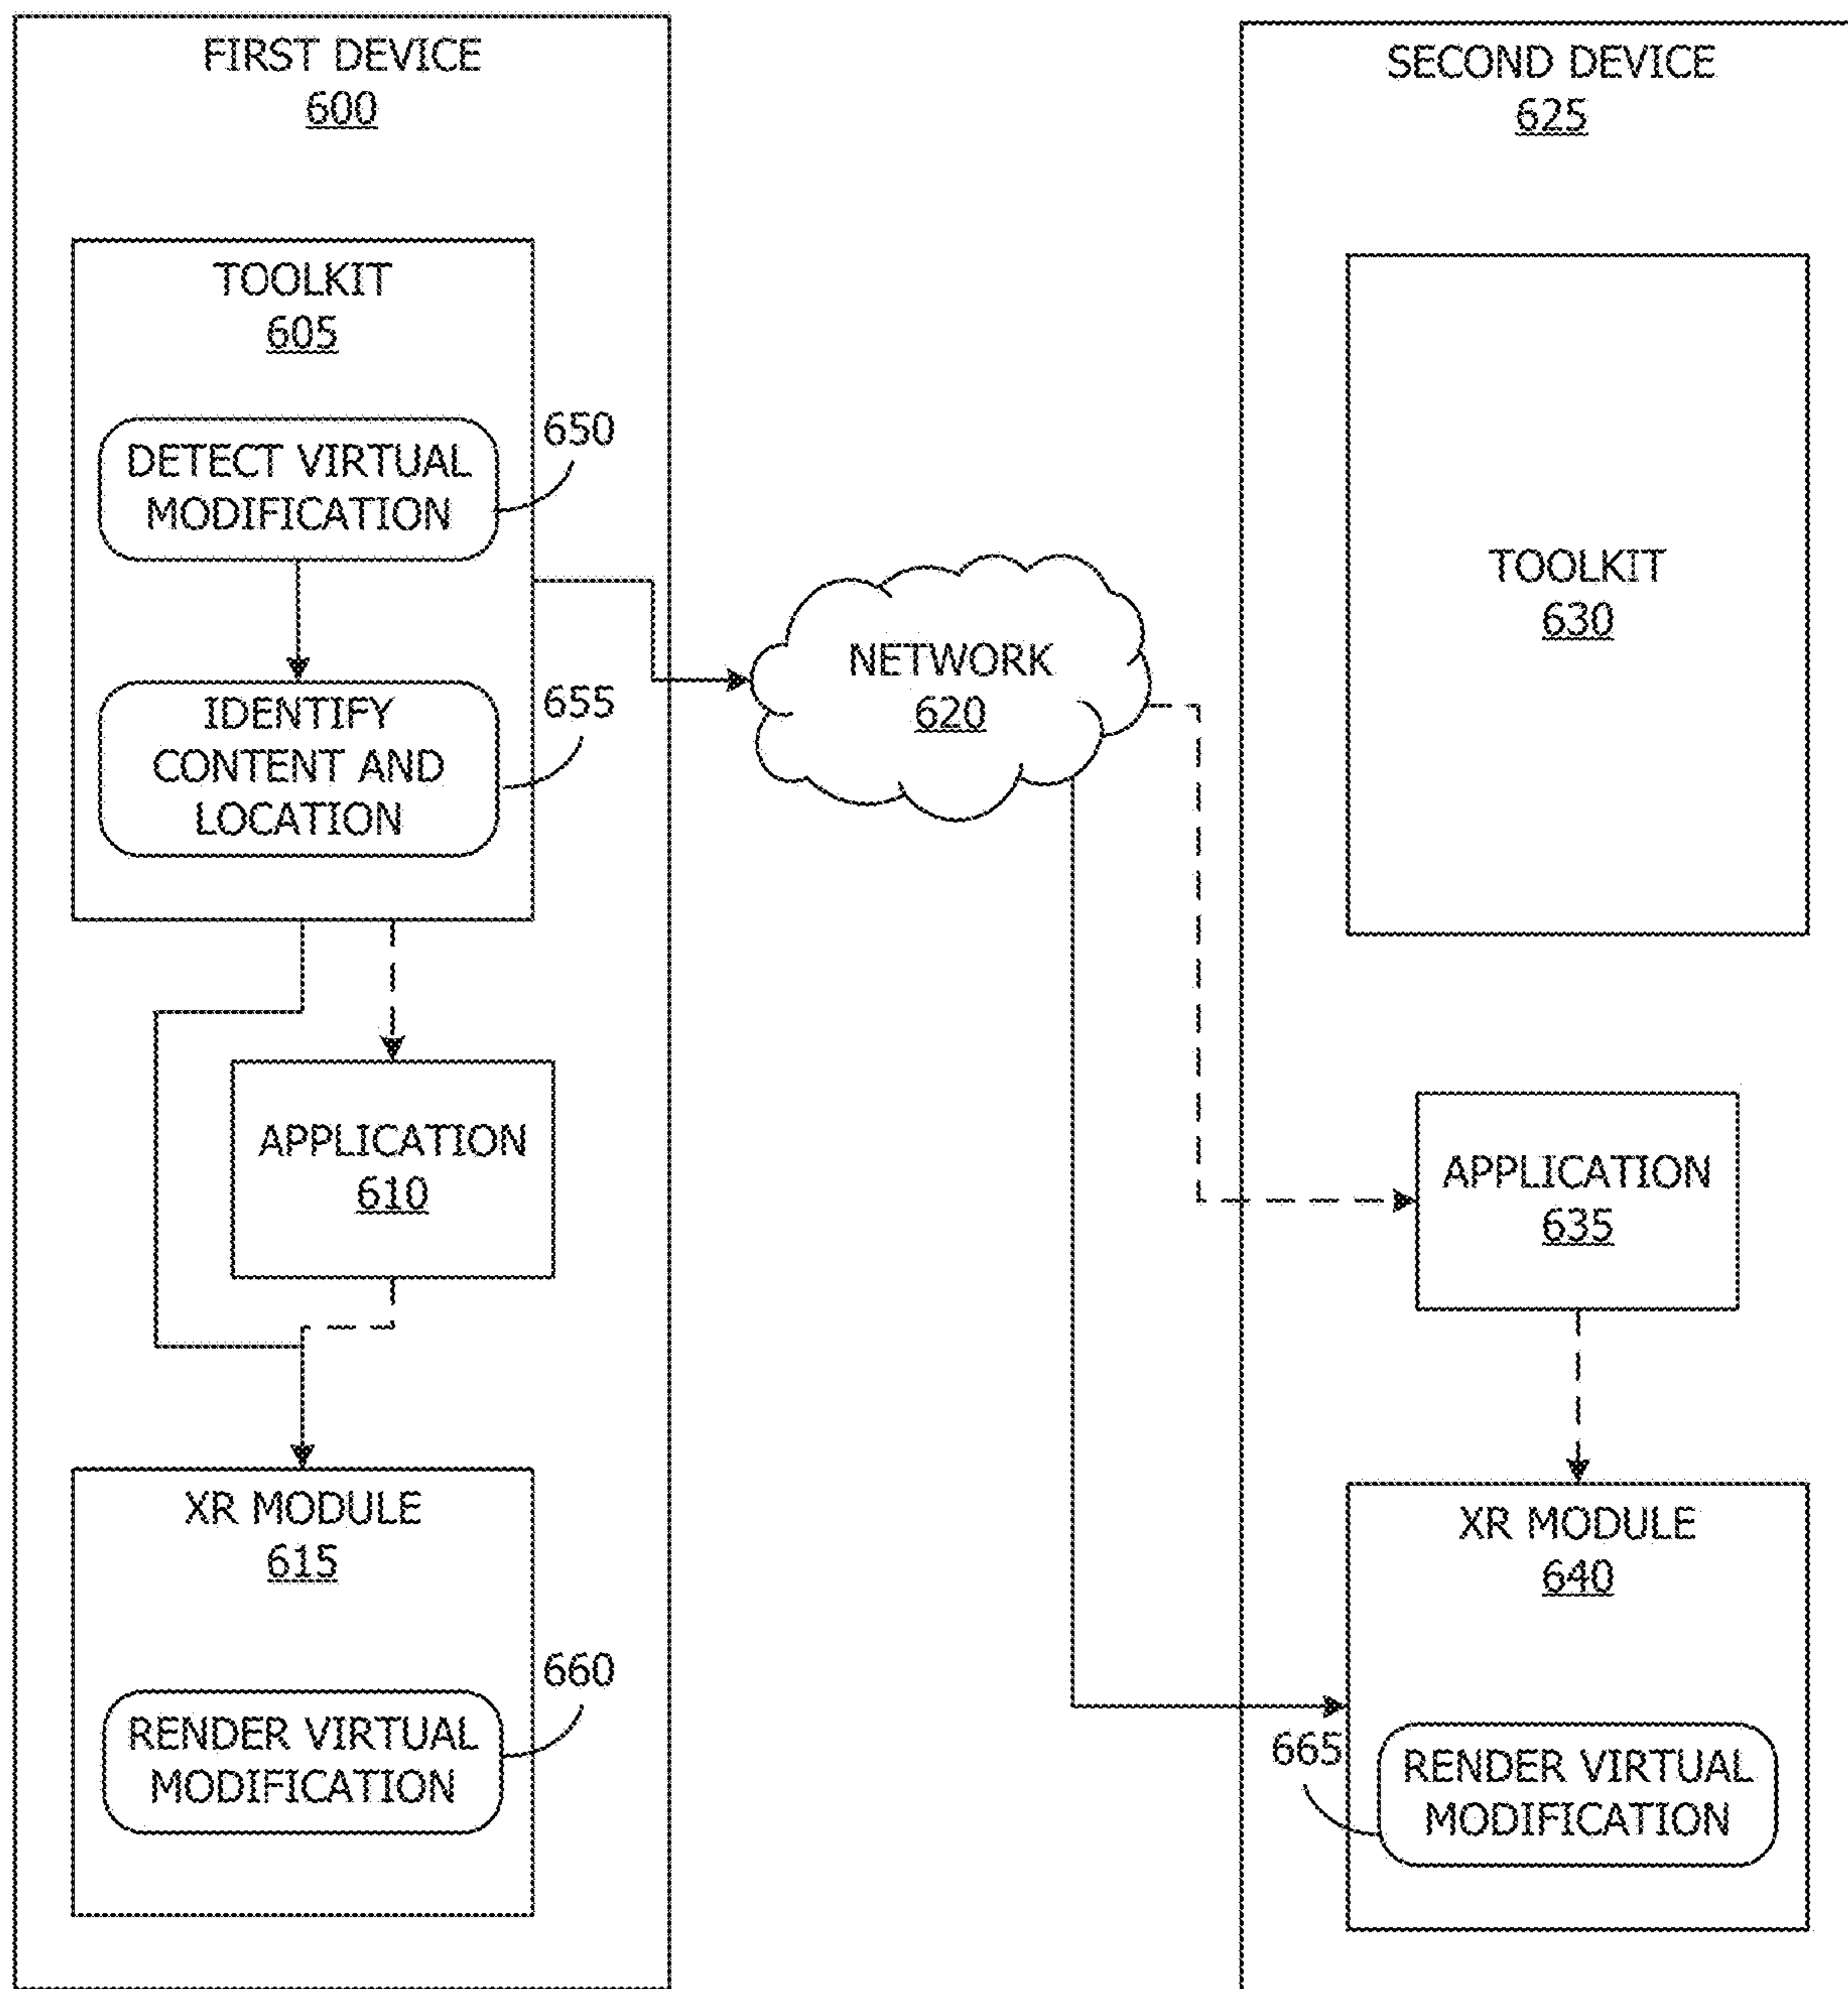 FIRST DEVICE
600
TOOLKIT
605
DETECT VIRTUAL
MODIFICATION
650
IDENTIFY
CONTENT AND
LOCATION
655
APPLICATION
610
XR MODULE
615
RENDER VIRTUAL
MODIFICATION
660
NETWORK
620
SECOND DEVICE
625
TOOLKIT
630
APPLICATION
635
XR MODULE
640
665
RENDER VIRTUAL
MODIFICATION